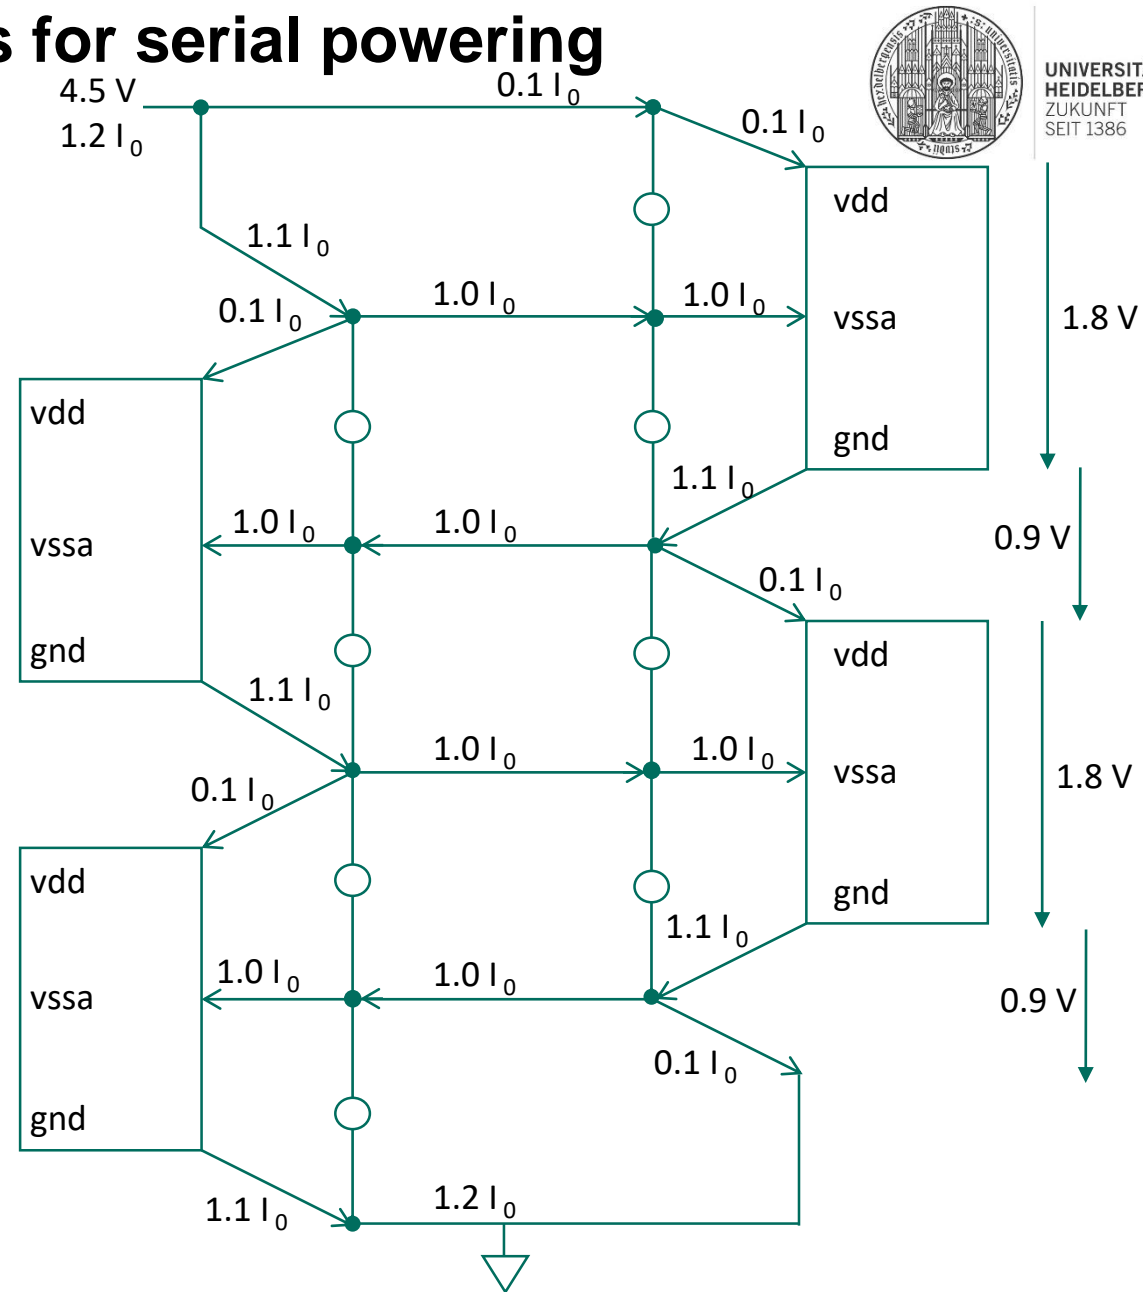 s for serial powering
UNIVERSITÄ
HEIDELBER
ZUKUNFT
SEIT 1386
4.5 V
1.2 I₀
0.1 I₀
0.1 I₀
vdd
1.1 I₀
0.1 I₀
1.0 I₀
1.0 I₀
vssa
1.8 V
vdd
gnd
1.1 I₀
vssa
1.0 I₀
1.0 I₀
0.9 V
0.1 I₀
gnd
vdd
1.1 I₀
1.0 I₀
1.0 I₀
vssa
1.8 V
0.1 I₀
vdd
gnd
1.1 I₀
vssa
1.0 I₀
1.0 I₀
0.9 V
0.1 I₀
gnd
1.1 I₀
1.2 I₀